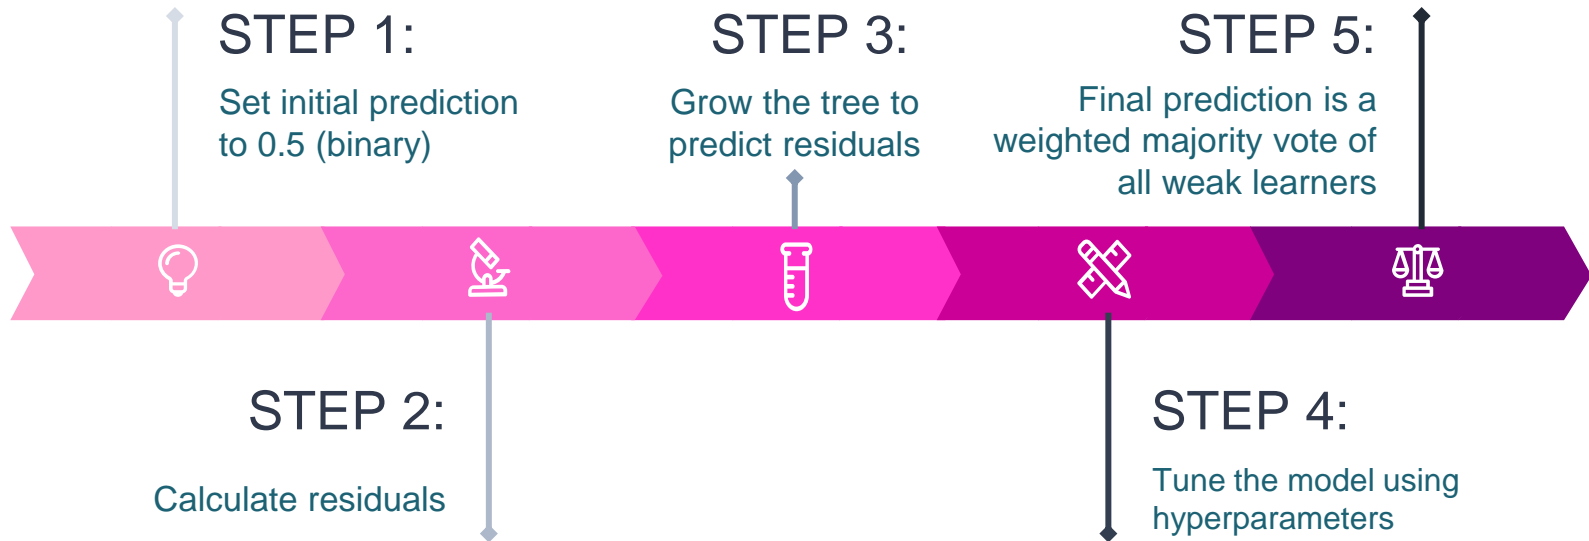 STEP 1:
Set initial prediction
to 0.5 (binary)
STEP 2:
Calculate residuals
STEP 3:
Grow the tree to
predict residuals
STEP 4:
Tune the model using
hyperparameters
STEP 5:
Final prediction is a
weighted majority vote of
all weak learners